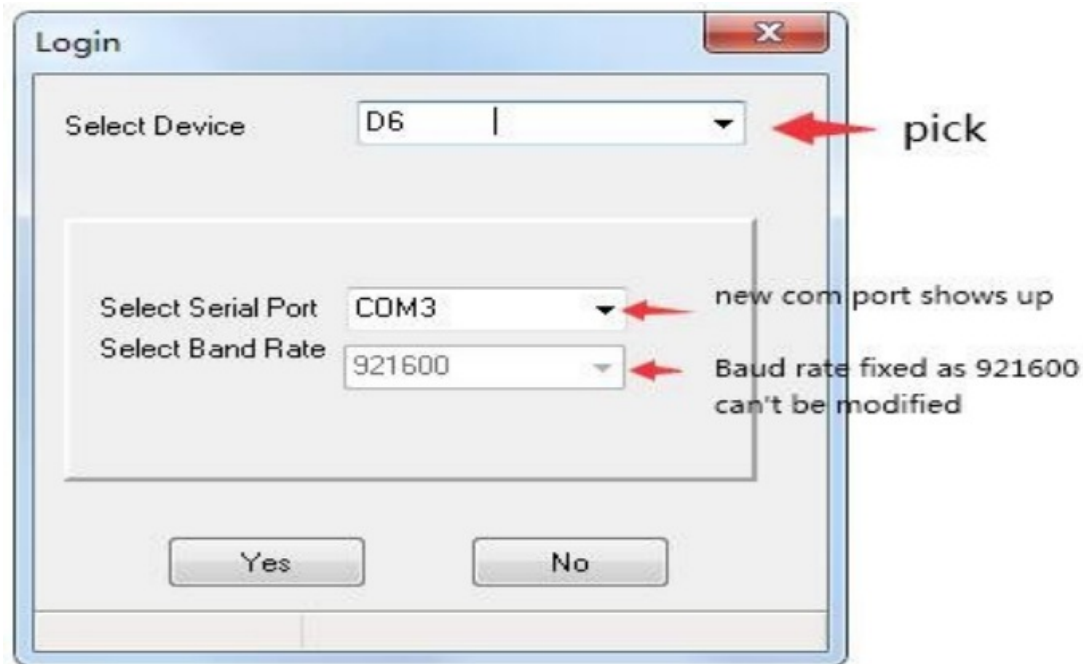 Login
Select Device
D6
pick
Select Serial Port
COM3
new com port shows up
Select Band Rate
921600
Baud rate fixed as 921600
can't be modified
Yes
No